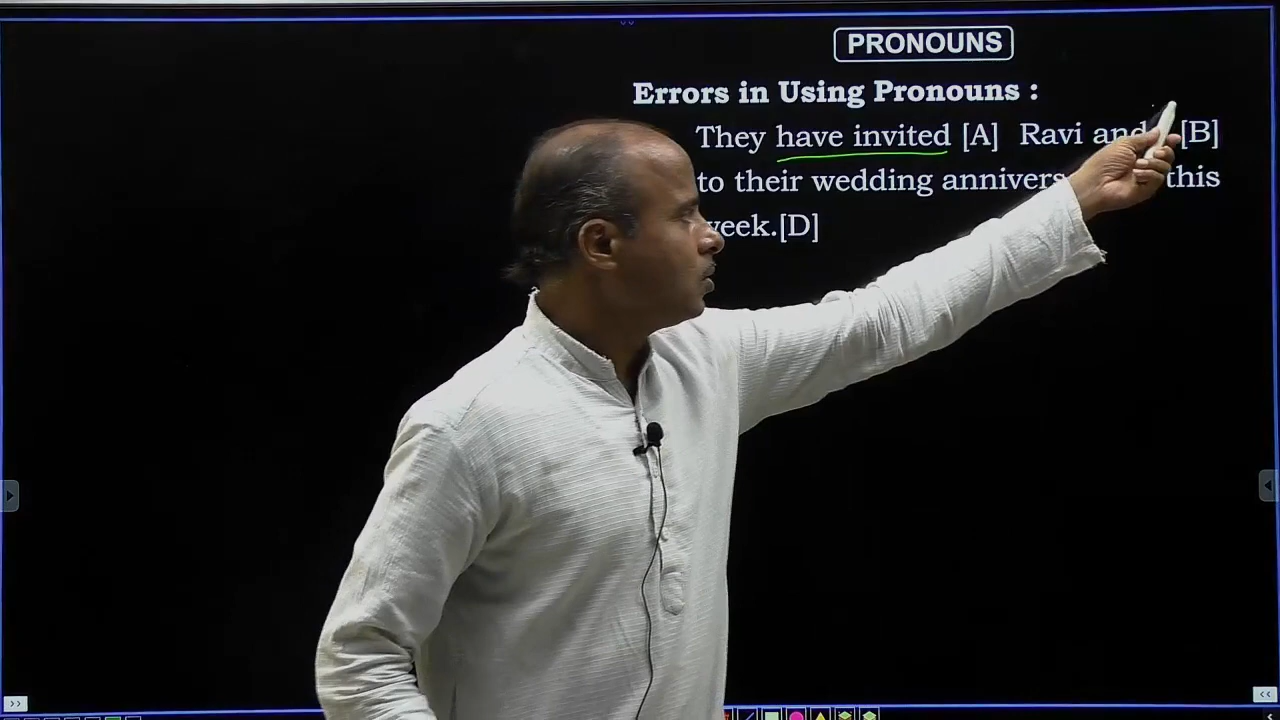 PRONOUNS
Errors in Using Pronouns :
They have invited [A] Ravi and [B]
to their wedding annivers this
week.[D]